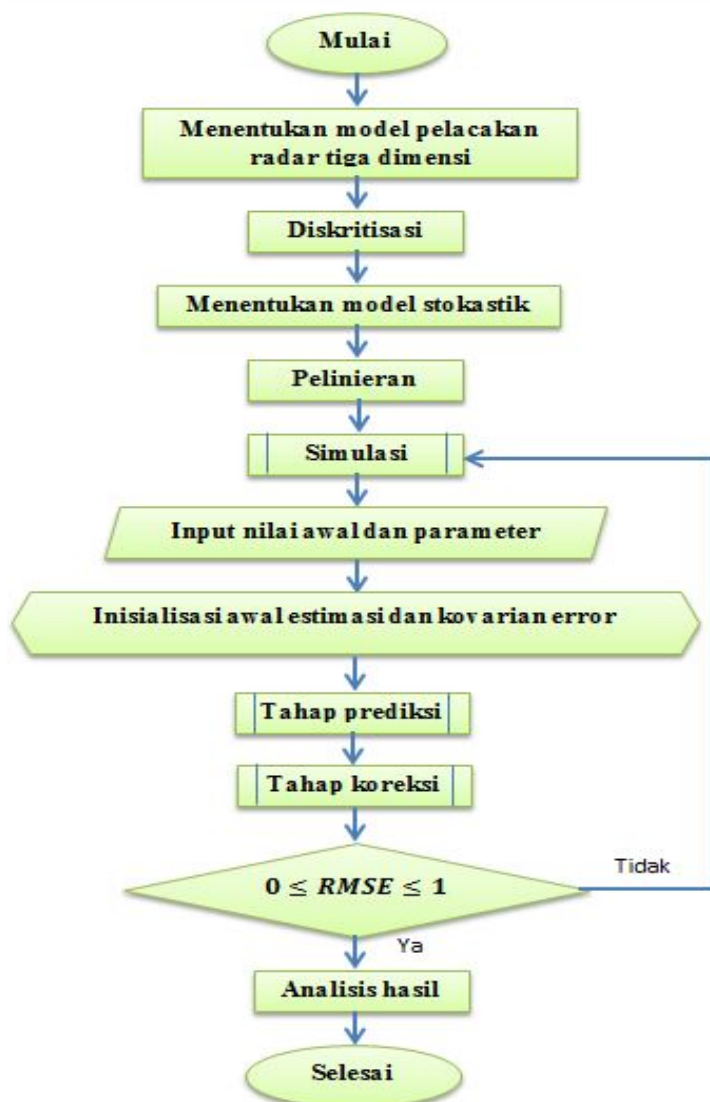 Mulai
Menentukan model pelacakan
radar tiga dimensi
Diskritisasi
Menentukan model stokastik
Pelinieran
Simulasi
Input nilai awal dan parameter
Inisialisasi awal estimasi dan kovarian error
Tahap prediksi
Tahap koreksi
0 ≤ RMSE ≤ 1
Tidak
Ya
Analisis hasil
Selesai